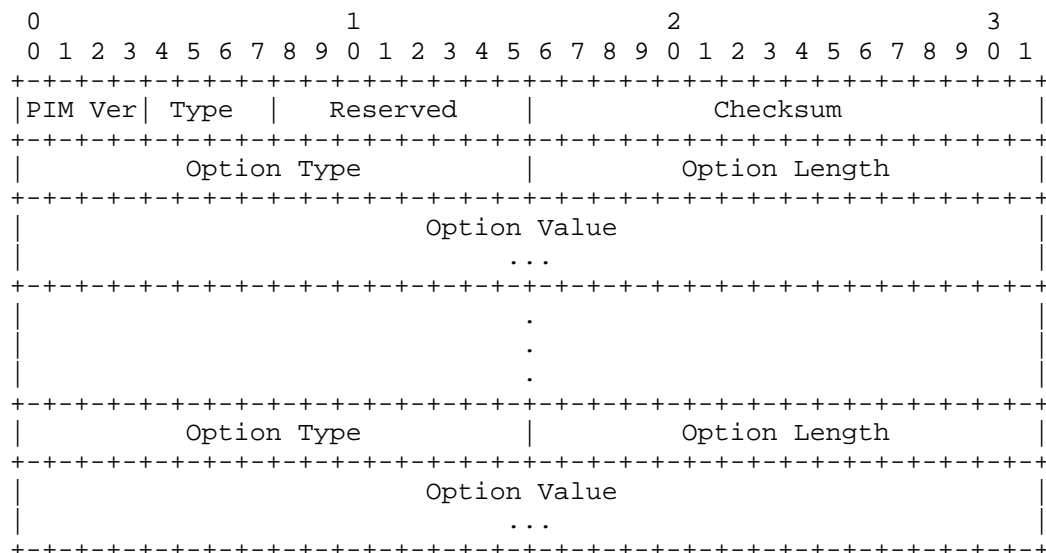 0                   1                   2                   3
 0 1 2 3 4 5 6 7 8 9 0 1 2 3 4 5 6 7 8 9 0 1 2 3 4 5 6 7 8 9 0 1
+-+-+-+-+-+-+-+-+-+-+-+-+-+-+-+-+-+-+-+-+-+-+-+-+-+-+-+-+-+-+-+-+
|PIM Ver| Type  |   Reserved    |           Checksum            |
+-+-+-+-+-+-+-+-+-+-+-+-+-+-+-+-+-+-+-+-+-+-+-+-+-+-+-+-+-+-+-+-+
|          Option Type          |         Option Length         |
+-+-+-+-+-+-+-+-+-+-+-+-+-+-+-+-+-+-+-+-+-+-+-+-+-+-+-+-+-+-+-+-+
|                         Option Value                          |
|                              ...                              |
+-+-+-+-+-+-+-+-+-+-+-+-+-+-+-+-+-+-+-+-+-+-+-+-+-+-+-+-+-+-+-+-+
|                               .                               |
|                               .                               |
|                               .                               |
+-+-+-+-+-+-+-+-+-+-+-+-+-+-+-+-+-+-+-+-+-+-+-+-+-+-+-+-+-+-+-+-+
|          Option Type          |         Option Length         |
+-+-+-+-+-+-+-+-+-+-+-+-+-+-+-+-+-+-+-+-+-+-+-+-+-+-+-+-+-+-+-+-+
|                         Option Value                          |
|                              ...                              |
+-+-+-+-+-+-+-+-+-+-+-+-+-+-+-+-+-+-+-+-+-+-+-+-+-+-+-+-+-+-+-+-+